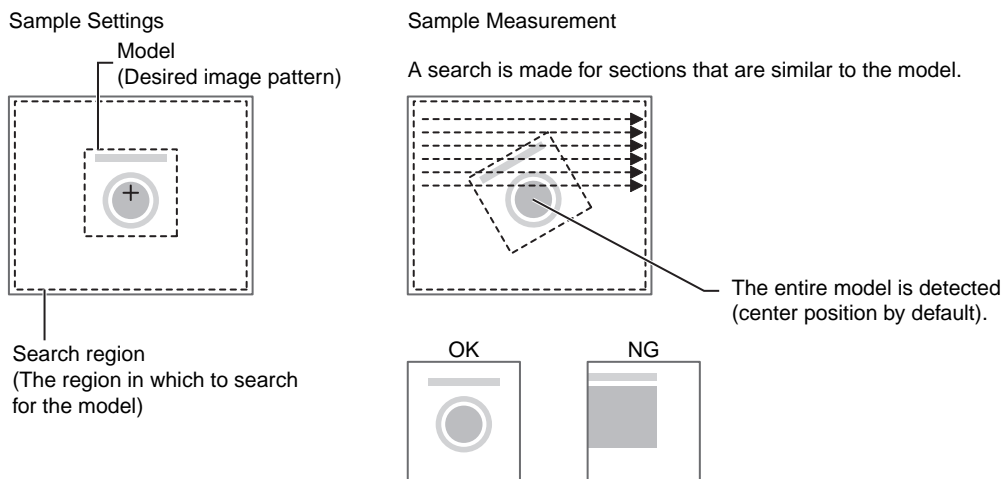 Sample Settings
Model
(Desired image pattern)
Search region
(The region in which to search
for the model)
Sample Measurement
A search is made for sections that are similar to the model.
The entire model is detected
(center position by default).
OK
NG